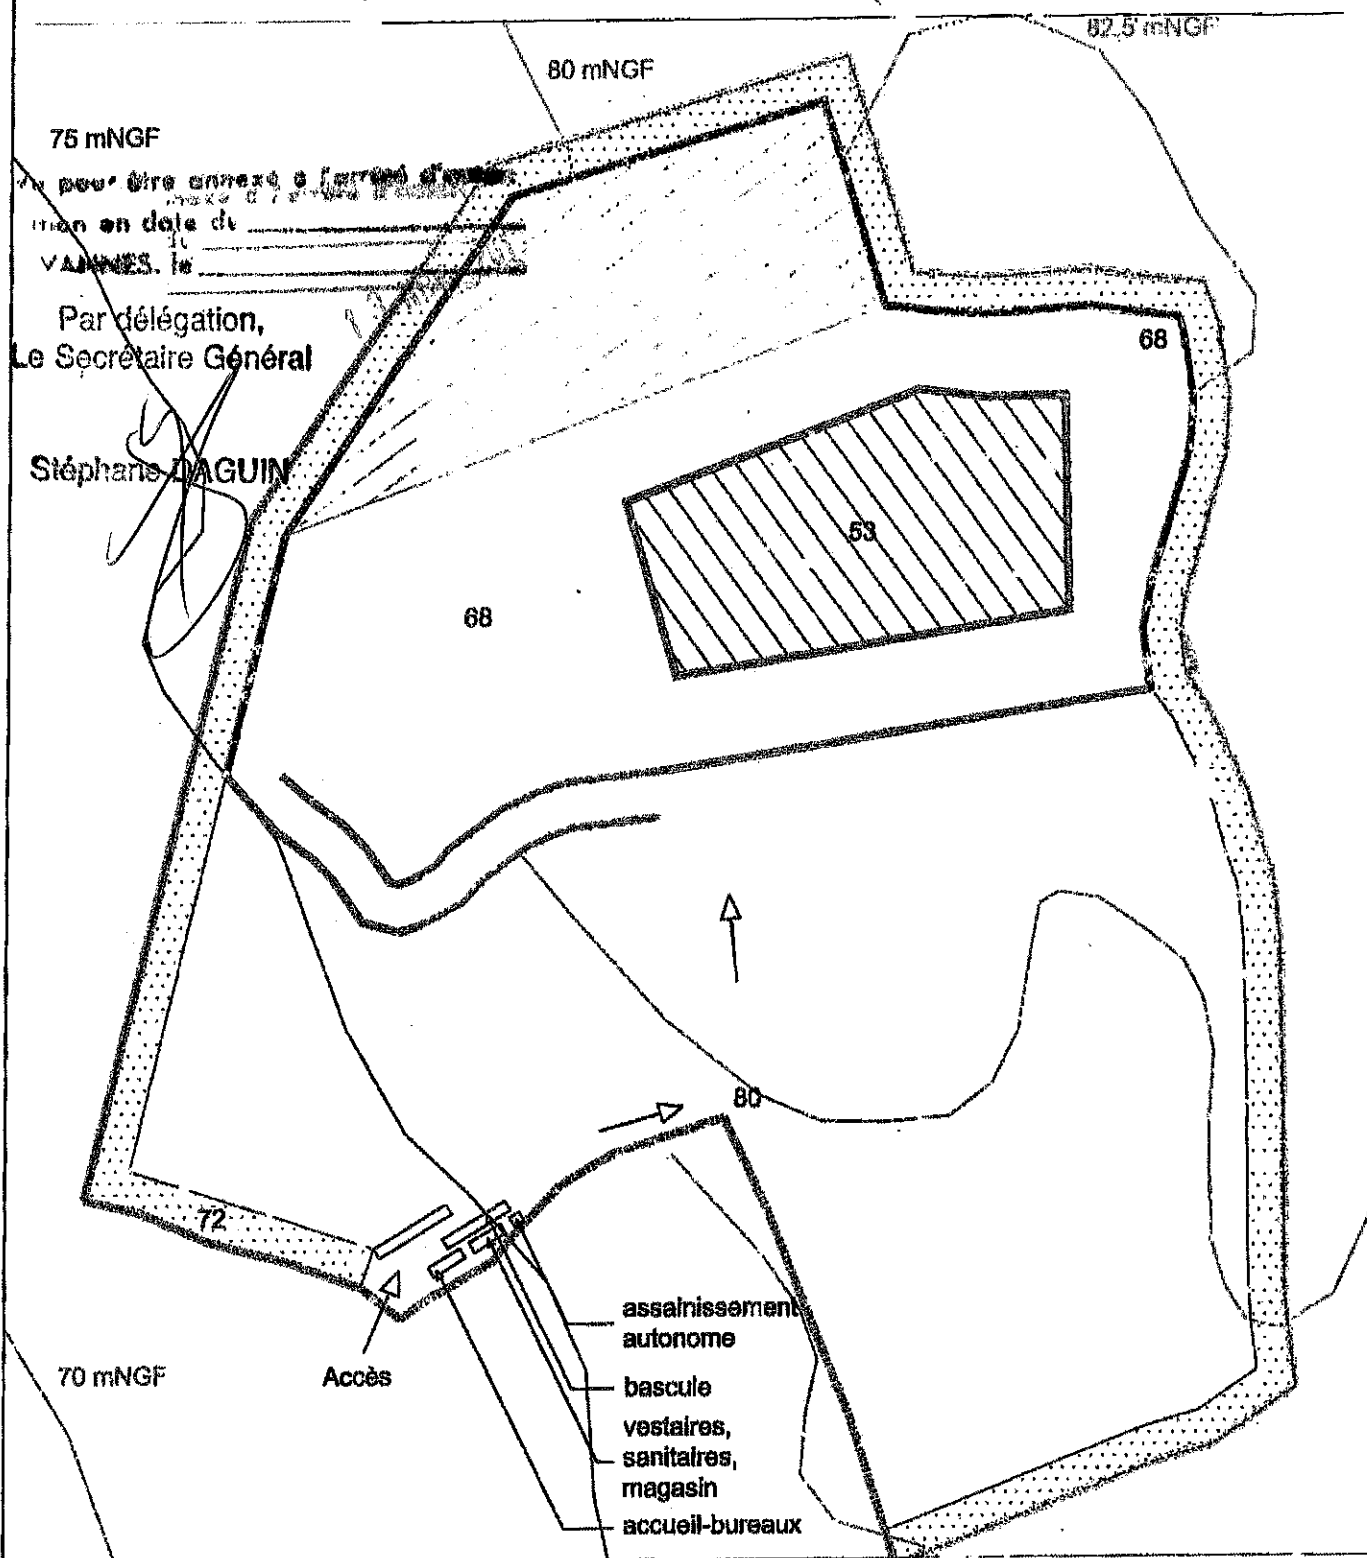 82.5 mNGF
80 mNGF
75 mNGF
Vu pour être annexé à l'arrêté
en date du
VANNES, le
Par délégation,
Le Secrétaire Général
Stéphane DAGUIN
68
53
68
80
72
assainissement
autonome
70 mNGF
Accès
bascule
vestaires,
sanitaires,
magasin
accueil-bureaux